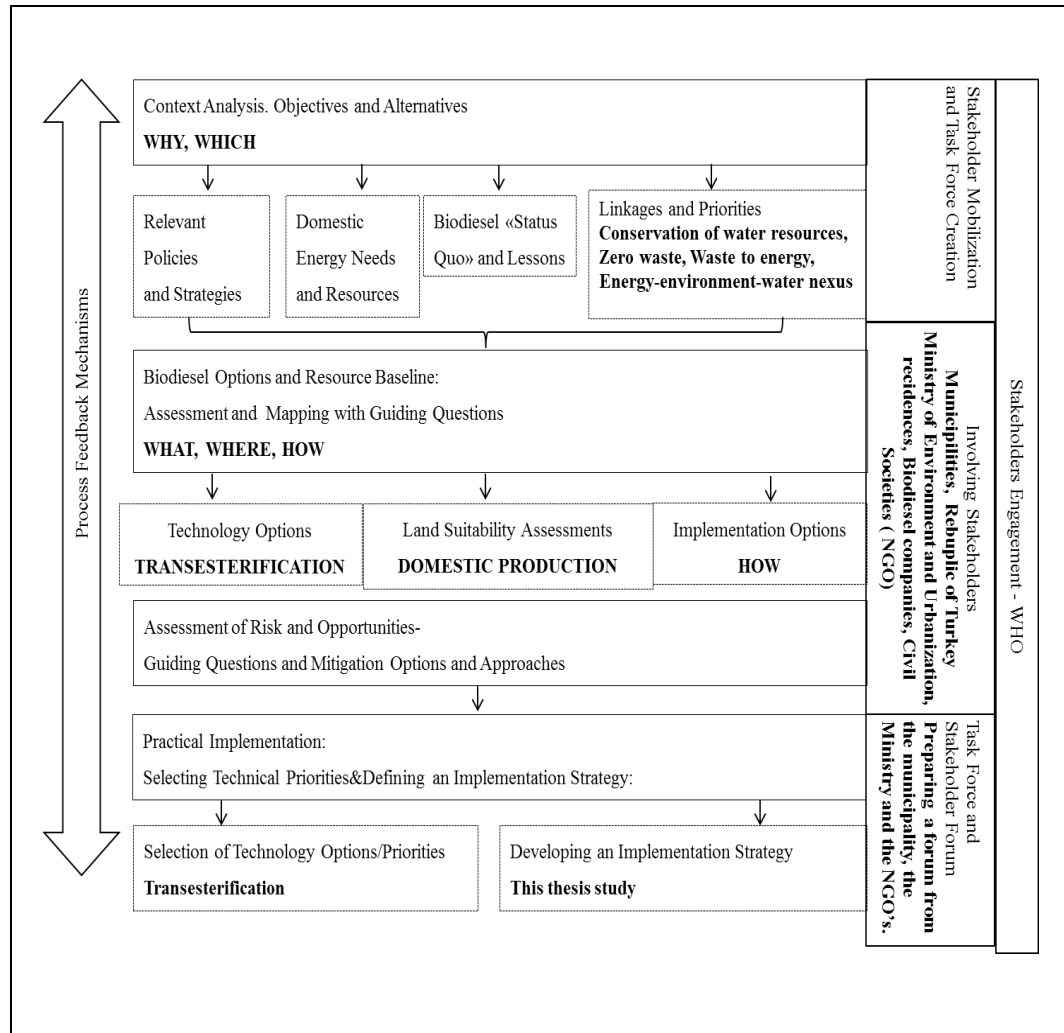 Process Feedback Mechanisms
Context Analysis. Objectives and Alternatives
WHY, WHICH
Relevant
Policies
and Strategies
Domestic
Energy Needs
and Resources
Biodiesel «Status
Quo» and Lessons
Linkages and Priorities
Conservation of water resources,
Zero waste, Waste to energy,
Energy-environment-water nexus
Biodiesel Options and Resource Baseline:
Assessment and Mapping with Guiding Questions
WHAT, WHERE, HOW
Technology Options
TRANSESTERIFICATION
Land Suitability Assessments
DOMESTIC PRODUCTION
Implementation Options
HOW
Assessment of Risk and Opportunities-
Guiding Questions and Mitigation Options and Approaches
Practical Implementation:
Selecting Technical Priorities&Defining an Implementation Strategy:
Selection of Technology Options/Priorities
Transesterification
Developing an Implementation Strategy
This thesis study
Stakeholder Mobilization
and Task Force Creation
Involving Stakeholders
Municipilities, Rebuplic of Turkey
Ministry of Environment and Urbanization,
recidences, Biodiesel companies, Civil
Societies ( NGO)
Task Force and
Stakeholder Forum
Preparing a forum from
the municipality, the
Ministry and the NGO's.
Stakeholders Engagement - WHO